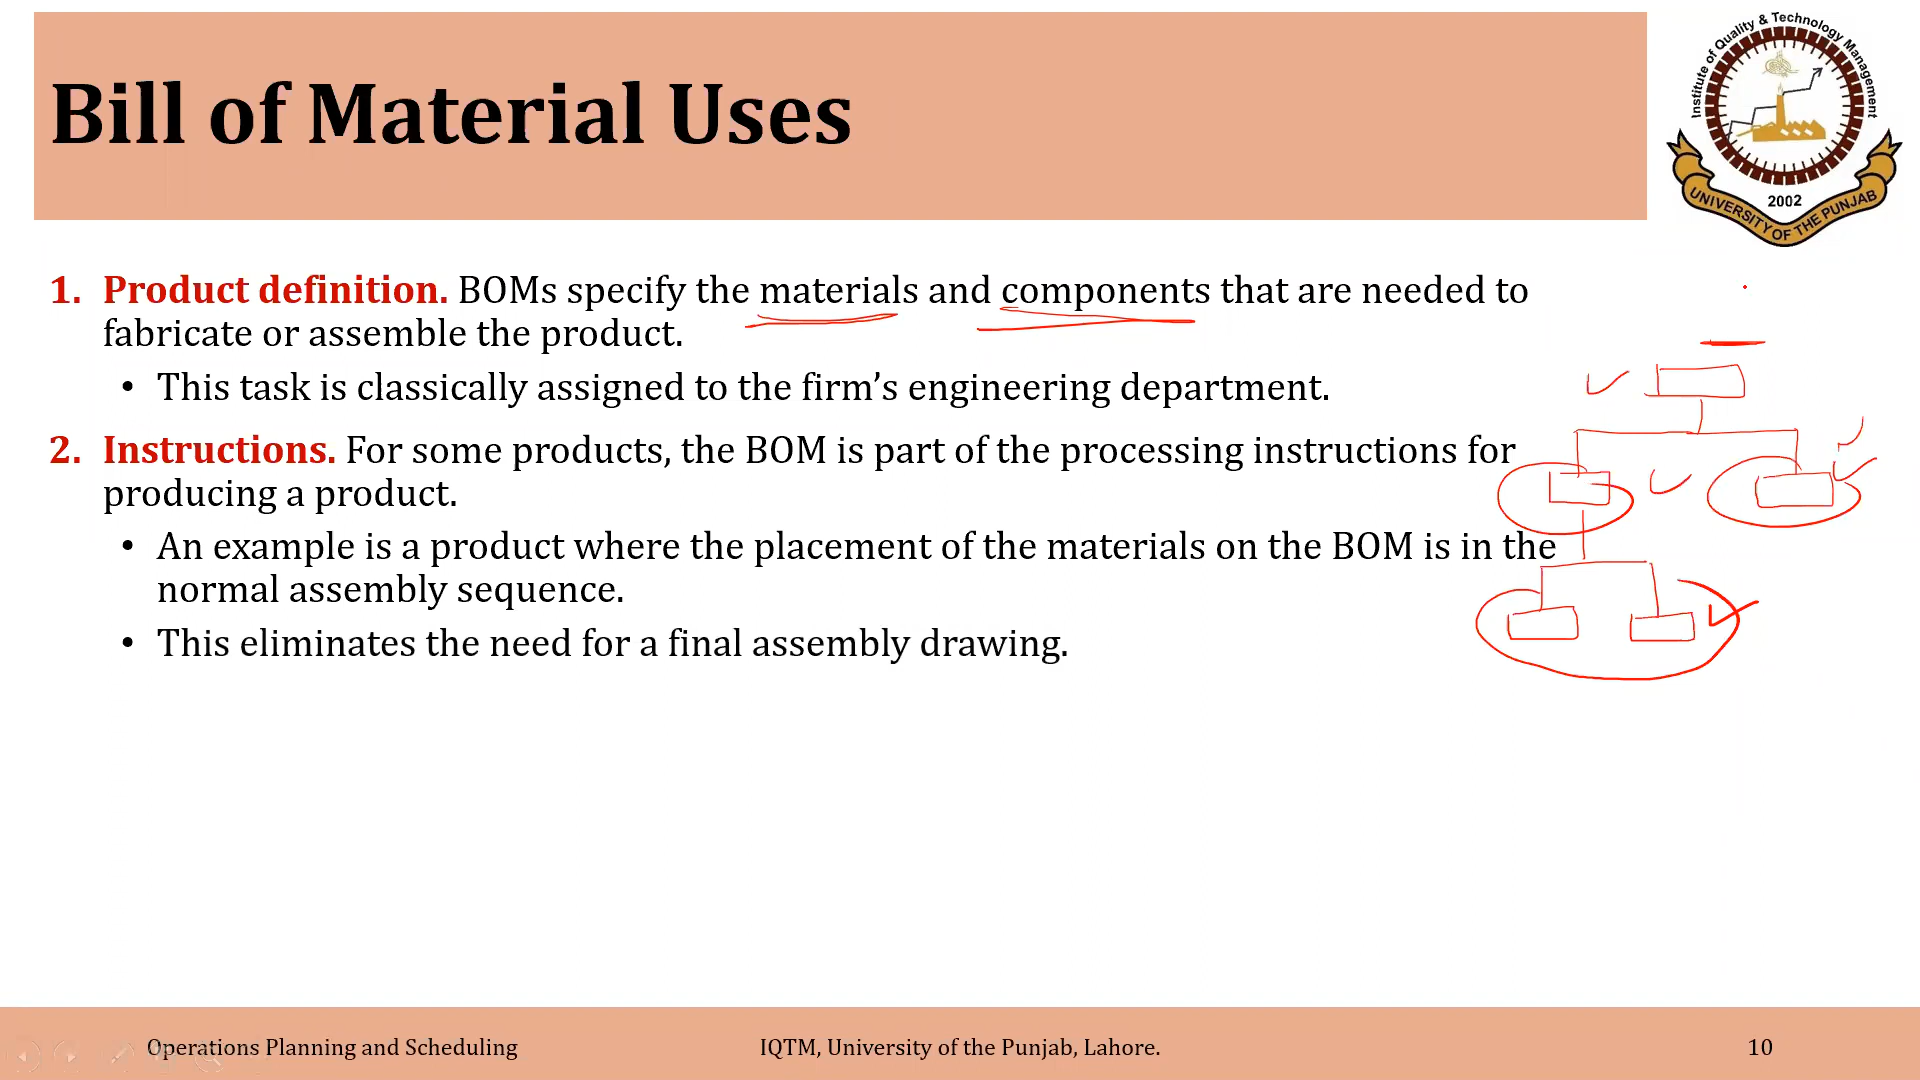 Bill of Material Uses
Institute of Quality & Technology Management
2002
UNIVERSITY OF THE PUNJAB
1. Product definition. BOMs specify the materials and components that are needed to
fabricate or assemble the product.
• This task is classically assigned to the firm’s engineering department.
2. Instructions. For some products, the BOM is part of the processing instructions for
producing a product.
• An example is a product where the placement of the materials on the BOM is in the
normal assembly sequence.
• This eliminates the need for a final assembly drawing.
Operations Planning and Scheduling
IQTM, University of the Punjab, Lahore.
10